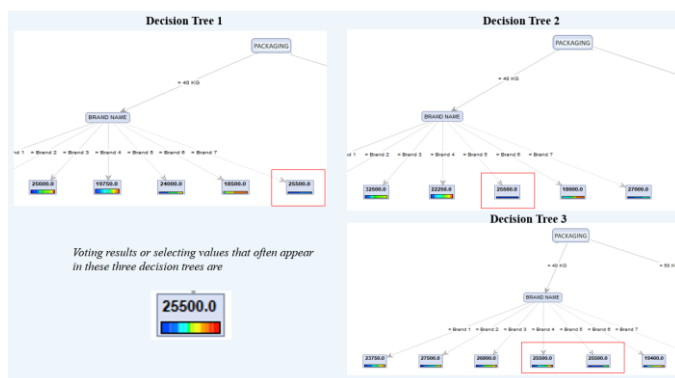 Decision Tree 1
PACKAGING
= 40 KG
BRAND NAME
nd 1 = Brand 2 = Brand 3 = Brand 4 = Brand 5 = Brand 6 = Brand 7
19750.0 24000.0 18500.0 25500.0
Voting results or selecting values that often appear
in these three decision trees are
25500.0
Decision Tree 2
PACKAGING
= 40 KG
BRAND NAME
d 1 = Brand 2 = Brand 3 = Brand 4 = Brand 5 = Brand 6 = Brand 7
32500.0 22250.0 25500.0 18000.0 27000.0
Decision Tree 3
PACKAGING
= 40 KG = 50 K
BRAND NAME
= Brand 1 = Brand 2 = Brand 3 = Brand 4 = Brand 5 = Brand 6 = Brand 7
23750.0 27500.0 26000.0 25500.0 25500.0 19400.0